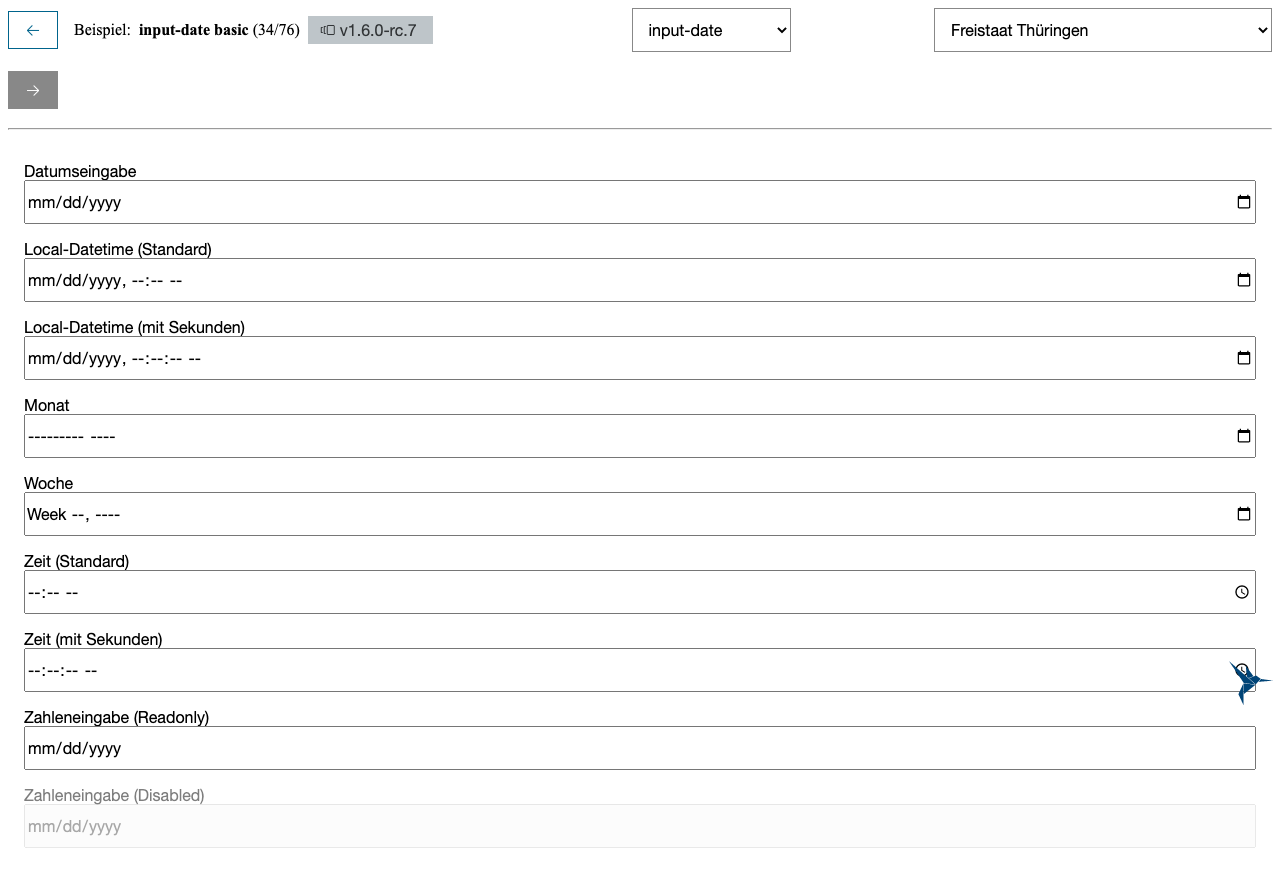 Beispiel: input-date basic (34/76) v1.6.0-rc.7 input-date Freistaat Thüringen
Datumseingabe
mm/dd/yyyy
Local-Datetime (Standard)
mm/dd/yyyy, --:-- --
Local-Datetime (mit Sekunden)
mm/dd/yyyy, --:--:-- --
Monat
--------- ----
Woche
Week --, ----
Zeit (Standard)
--:-- --
Zeit (mit Sekunden)
--:--:-- --
Zahleneingabe (Readonly)
mm/dd/yyyy
Zahleneingabe (Disabled)
mm/dd/yyyy